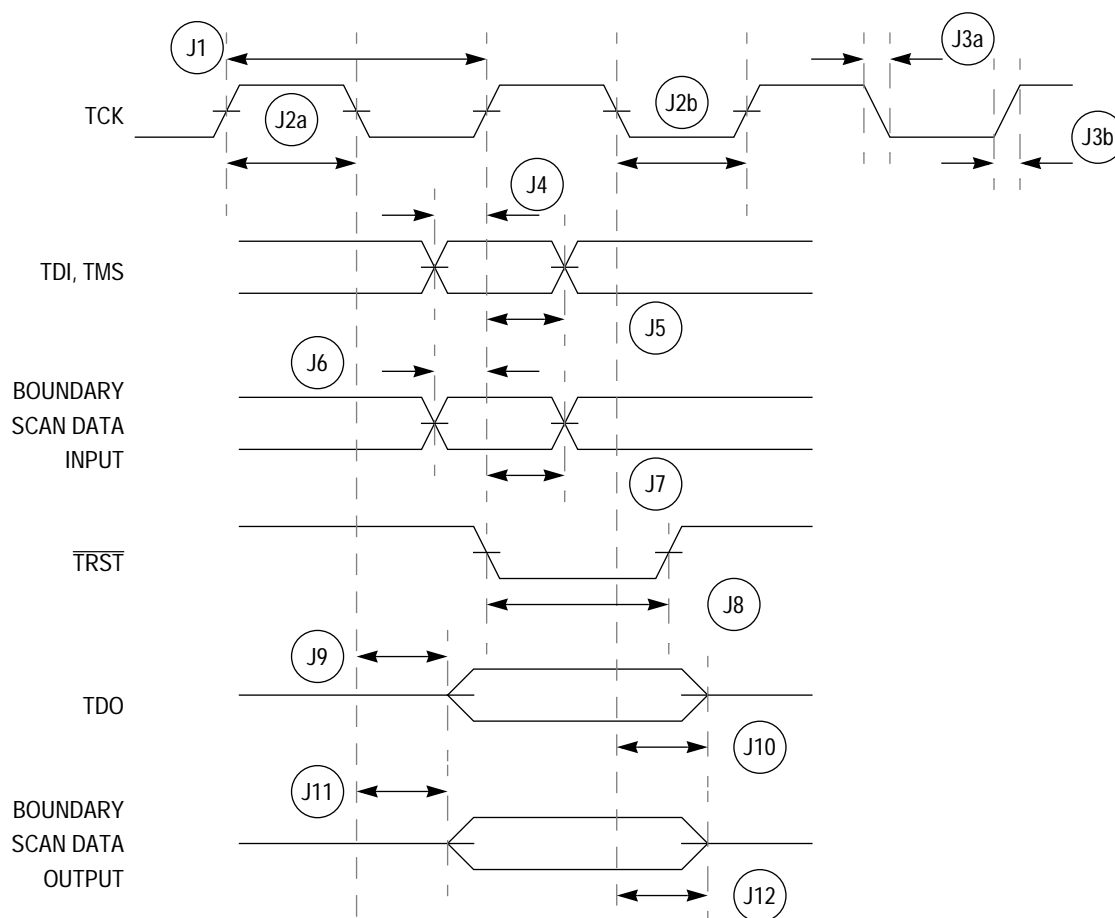 J1
J3a
TCK
J2a
J2b
J3b
J4
TDI, TMS
J5
J6
BOUNDARY
SCAN DATA
INPUT
J7
TRST
J8
J9
TDO
J10
J11
BOUNDARY
SCAN DATA
OUTPUT
J12